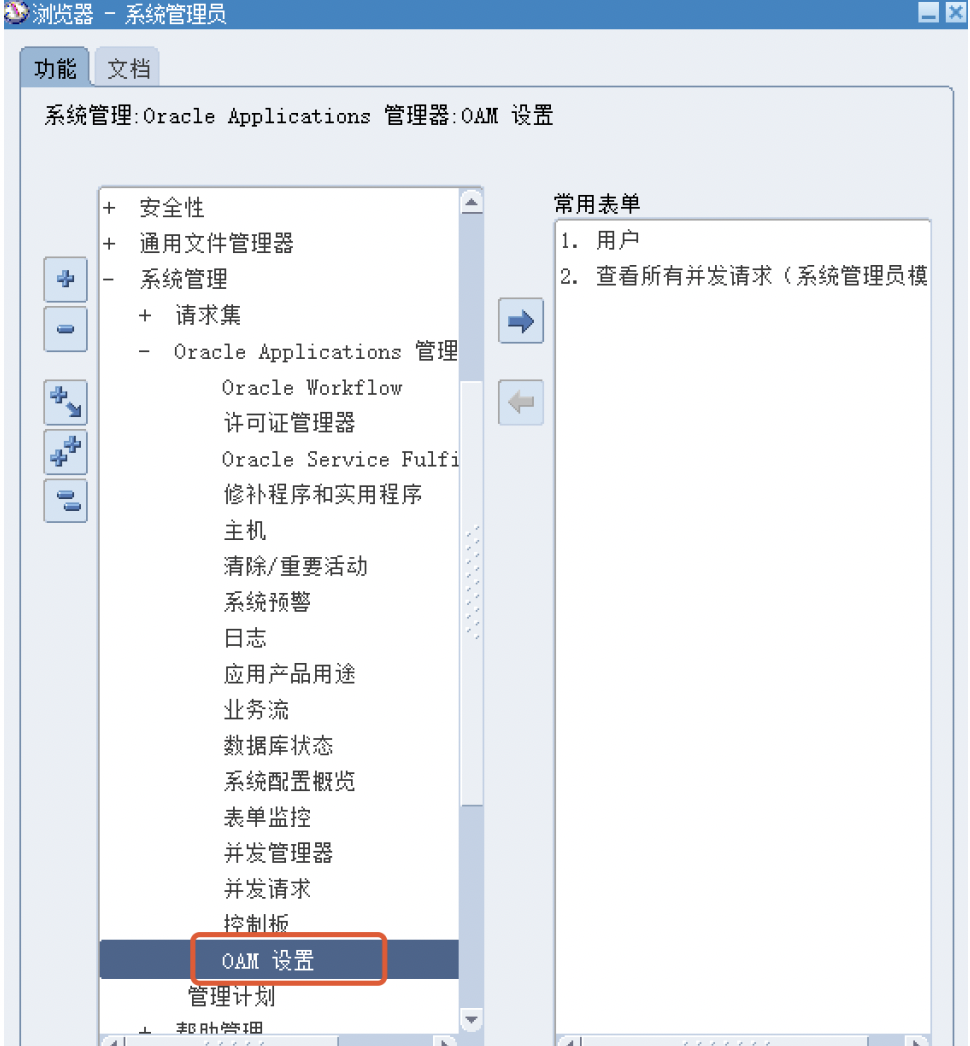 浏览器 - 系统管理员
功能 文档
系统管理:Oracle Applications 管理器:OAM 设置
+ 安全性
+ 通用文件管理器
- 系统管理
+ 请求集
- Oracle Applications 管理
Oracle Workflow
许可证管理器
Oracle Service Fulfi
修补程序和实用程序
主机
清除/重要活动
系统预警
日志
应用产品用途
业务流
数据库状态
系统配置概览
表单监控
并发管理器
并发请求
控制板
OAM 设置
管理计划
+ 帮助管理
常用表单
1. 用户
2. 查看所有并发请求（系统管理员模